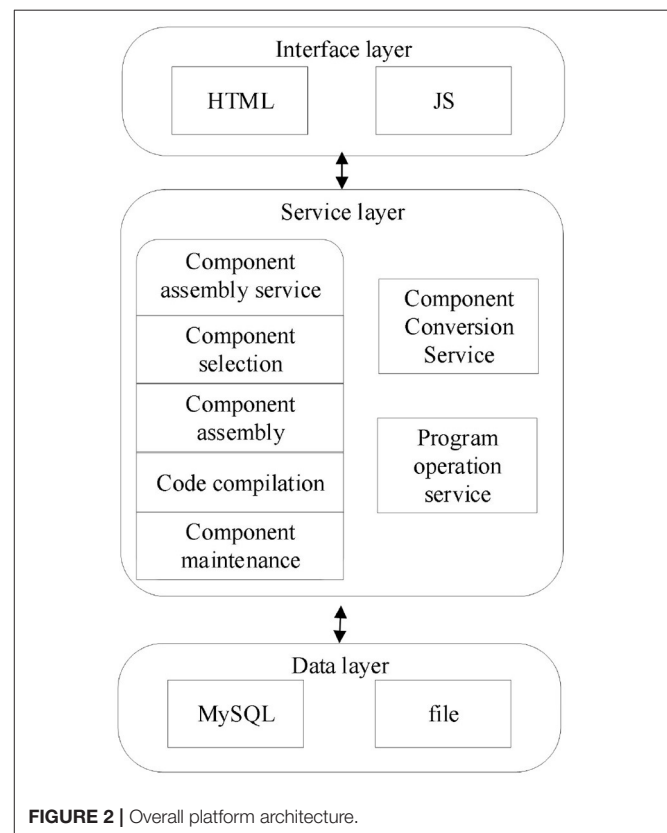 Interface layer
HTML
JS
Service layer
Component
assembly service
Component
selection
Component
assembly
Code compilation
Component
maintenance
Component
Conversion
Service
Program
operation
service
Data layer
MySQL
file
FIGURE 2 | Overall platform architecture.